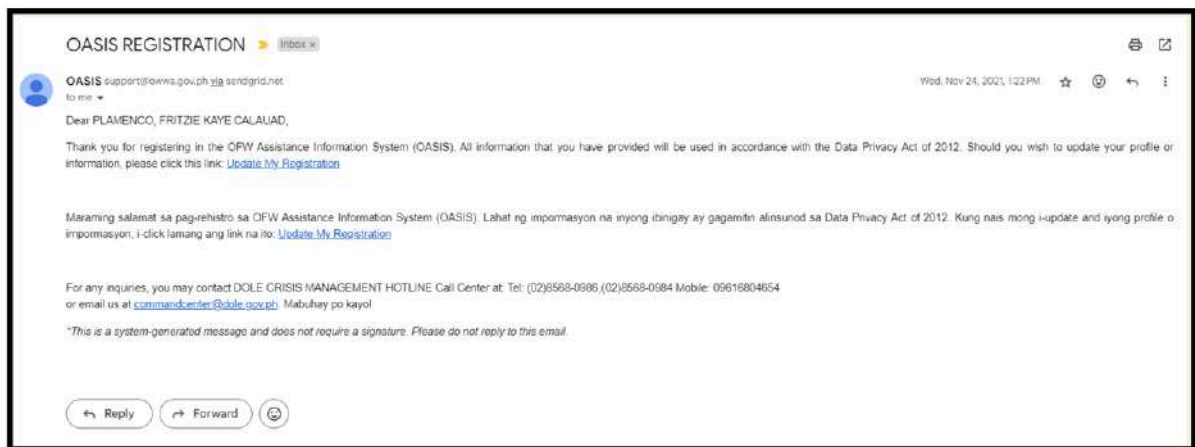 OASIS REGISTRATION Inbox ×
OASIS support@owwa.gov.ph via sendgrid.net Wed, Nov 24, 2021, 1:22 PM
to me
Dear PLAMENCO, FRITZIE KAYE CALAUAD,
Thank you for registering in the OFW Assistance Information System (OASIS). All information that you have provided will be used in accordance with the Data Privacy Act of 2012. Should you wish to update your profile or
information, please click this link: Update My Registration
Maraming salamat sa pag-rehistro sa OFW Assistance Information System (OASIS). Lahat ng impormasyon na inyong ibinigay ay gagamitin alinsunod sa Data Privacy Act of 2012. Kung nais mong i-update and iyong profile o
impormasyon, i-click lamang ang link na ito: Update My Registration
For any inquiries, you may contact DOLE CRISIS MANAGEMENT HOTLINE Call Center at: Tel: (02)8568-0986,(02)8568-0984 Mobile: 09616804654
or email us at commandcenter@dole.gov.ph. Mabuhay po kayo!
*This is a system-generated message and does not require a signature. Please do not reply to this email.
Reply Forward